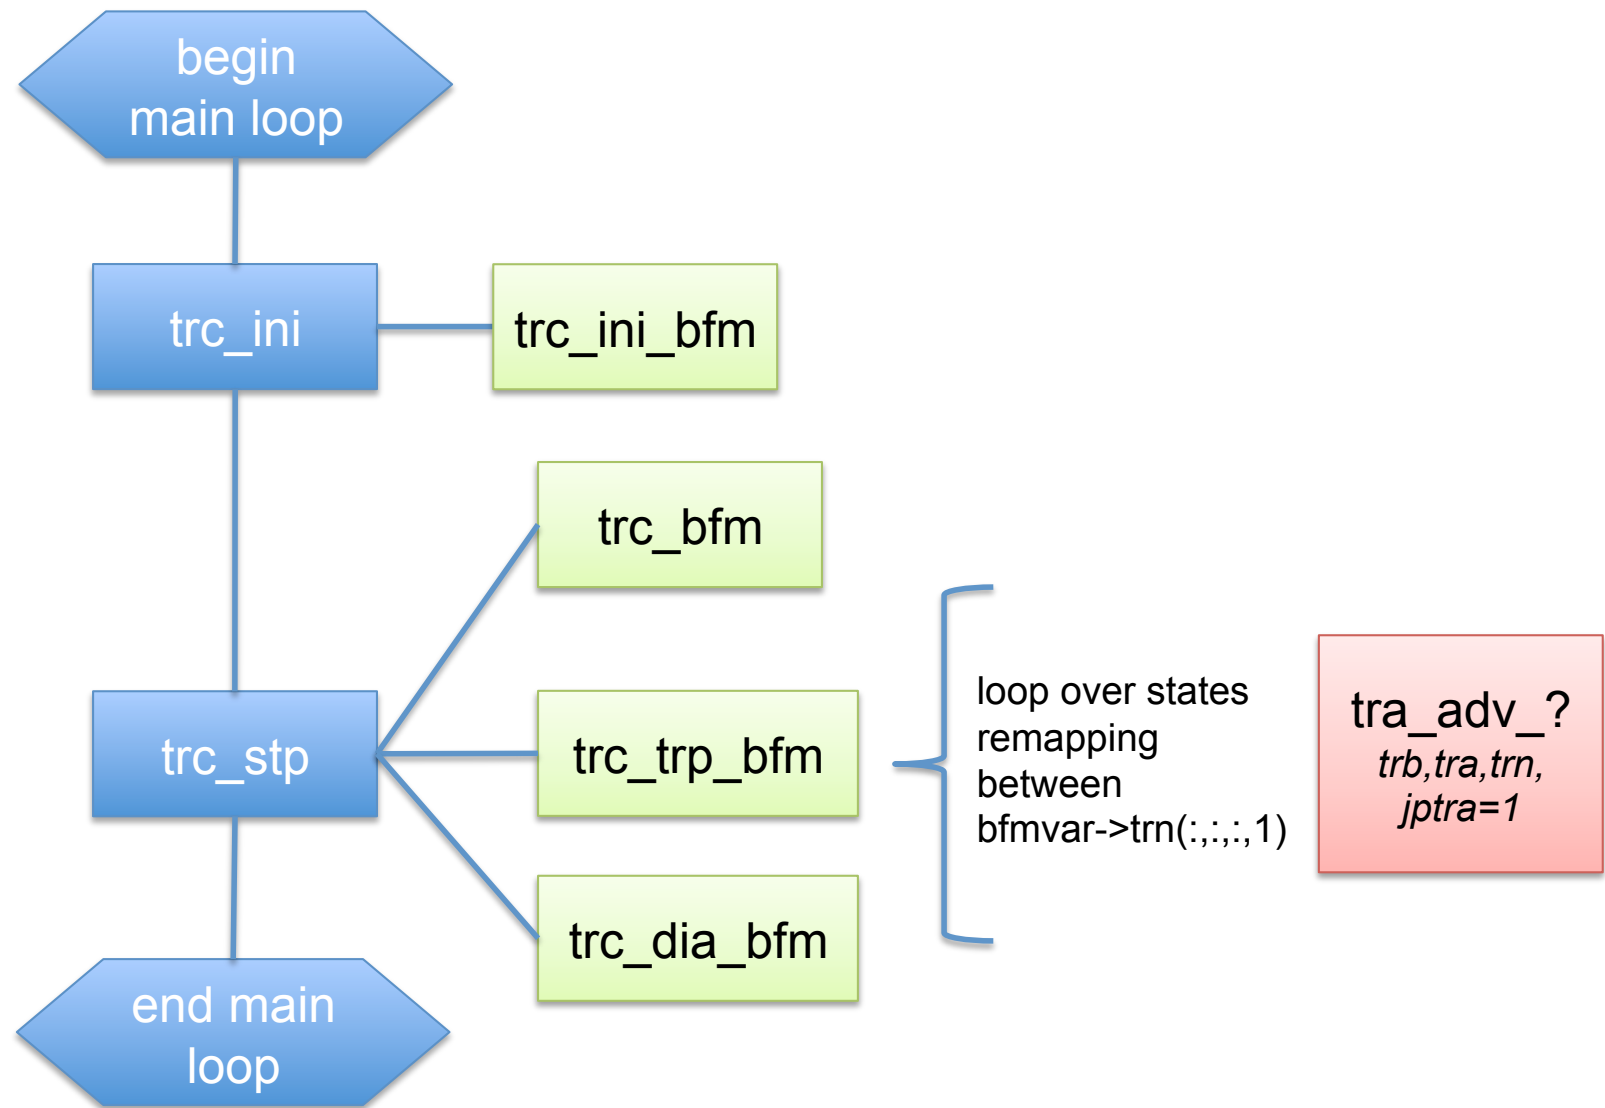 begin
main loop
trc_ini
trc_ini_bfm
trc_bfm
trc_stp
trc_trp_bfm
loop over states
remapping
between
bfmvar->trn(:,:,:,1)
tra_adv_?
trb,tra,trn,
jptra=1
trc_dia_bfm
end main
loop